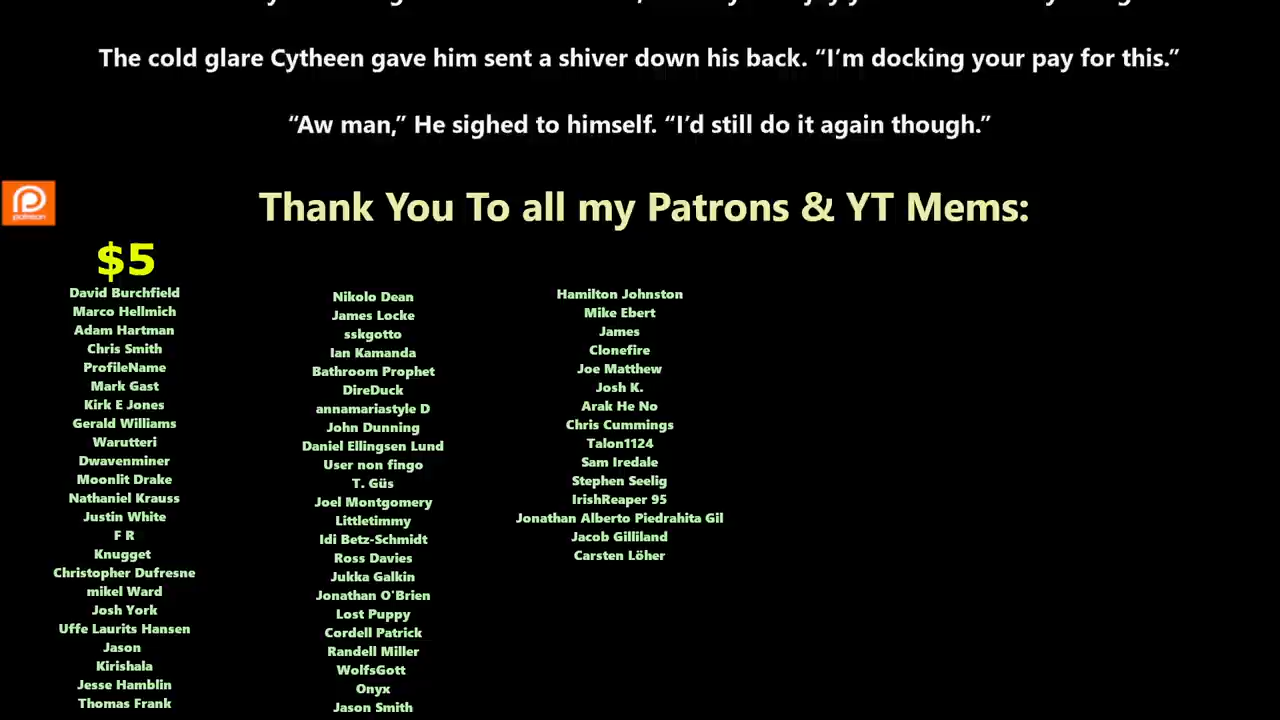 The cold glare Cytheen gave him sent a shiver down his back. “I’m docking your pay for this.”
“Aw man,” He sighed to himself. “I’d still do it again though.”
patreon
Thank You To all my Patrons & YT Mems:
$5
David Burchfield
Marco Hellmich
Adam Hartman
Chris Smith
ProfileName
Mark Gast
Kirk E Jones
Gerald Williams
Warutteri
Dwavenminer
Moonlit Drake
Nathaniel Krauss
Justin White
F R
Knugget
Christopher Dufresne
mikel Ward
Josh York
Uffe Laurits Hansen
Jason
Kirishala
Jesse Hamblin
Thomas Frank
Nikolo Dean
James Locke
sskgotto
Ian Kamanda
Bathroom Prophet
DireDuck
annamariastyle D
John Dunning
Daniel Ellingsen Lund
User non fingo
T. Güs
Joel Montgomery
Littletimmy
Idi Betz-Schmidt
Ross Davies
Jukka Galkin
Jonathan O'Brien
Lost Puppy
Cordell Patrick
Randell Miller
WolfsGott
Onyx
Jason Smith
Hamilton Johnston
Mike Ebert
James
Clonefire
Joe Matthew
Josh K.
Arak He No
Chris Cummings
Talon1124
Sam Iredale
Stephen Seelig
IrishReaper 95
Jonathan Alberto Piedrahita Gil
Jacob Gilliland
Carsten Löher